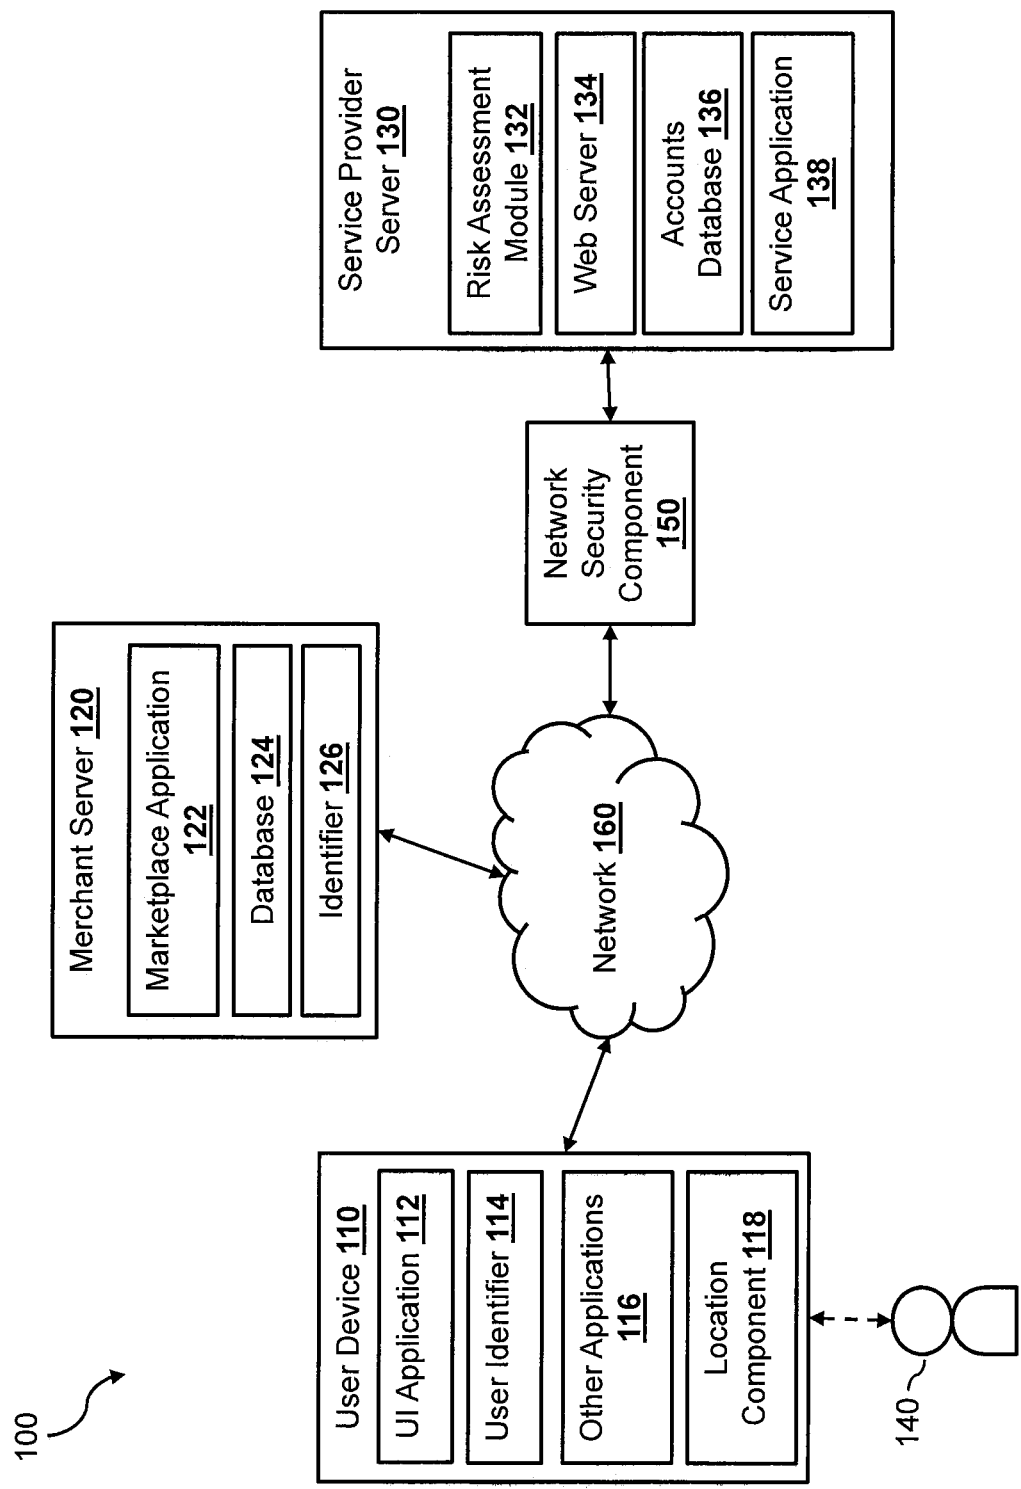 100
Merchant Server 120
Marketplace Application
122
Database 124
Identifier 126
User Device 110
UI Application 112
User Identifier 114
Other Applications
116
Location
Component 118
140
Network 160
Network
Security
Component
150
Service Provider
Server 130
Risk Assessment
Module 132
Web Server 134
Accounts
Database 136
Service Application
138